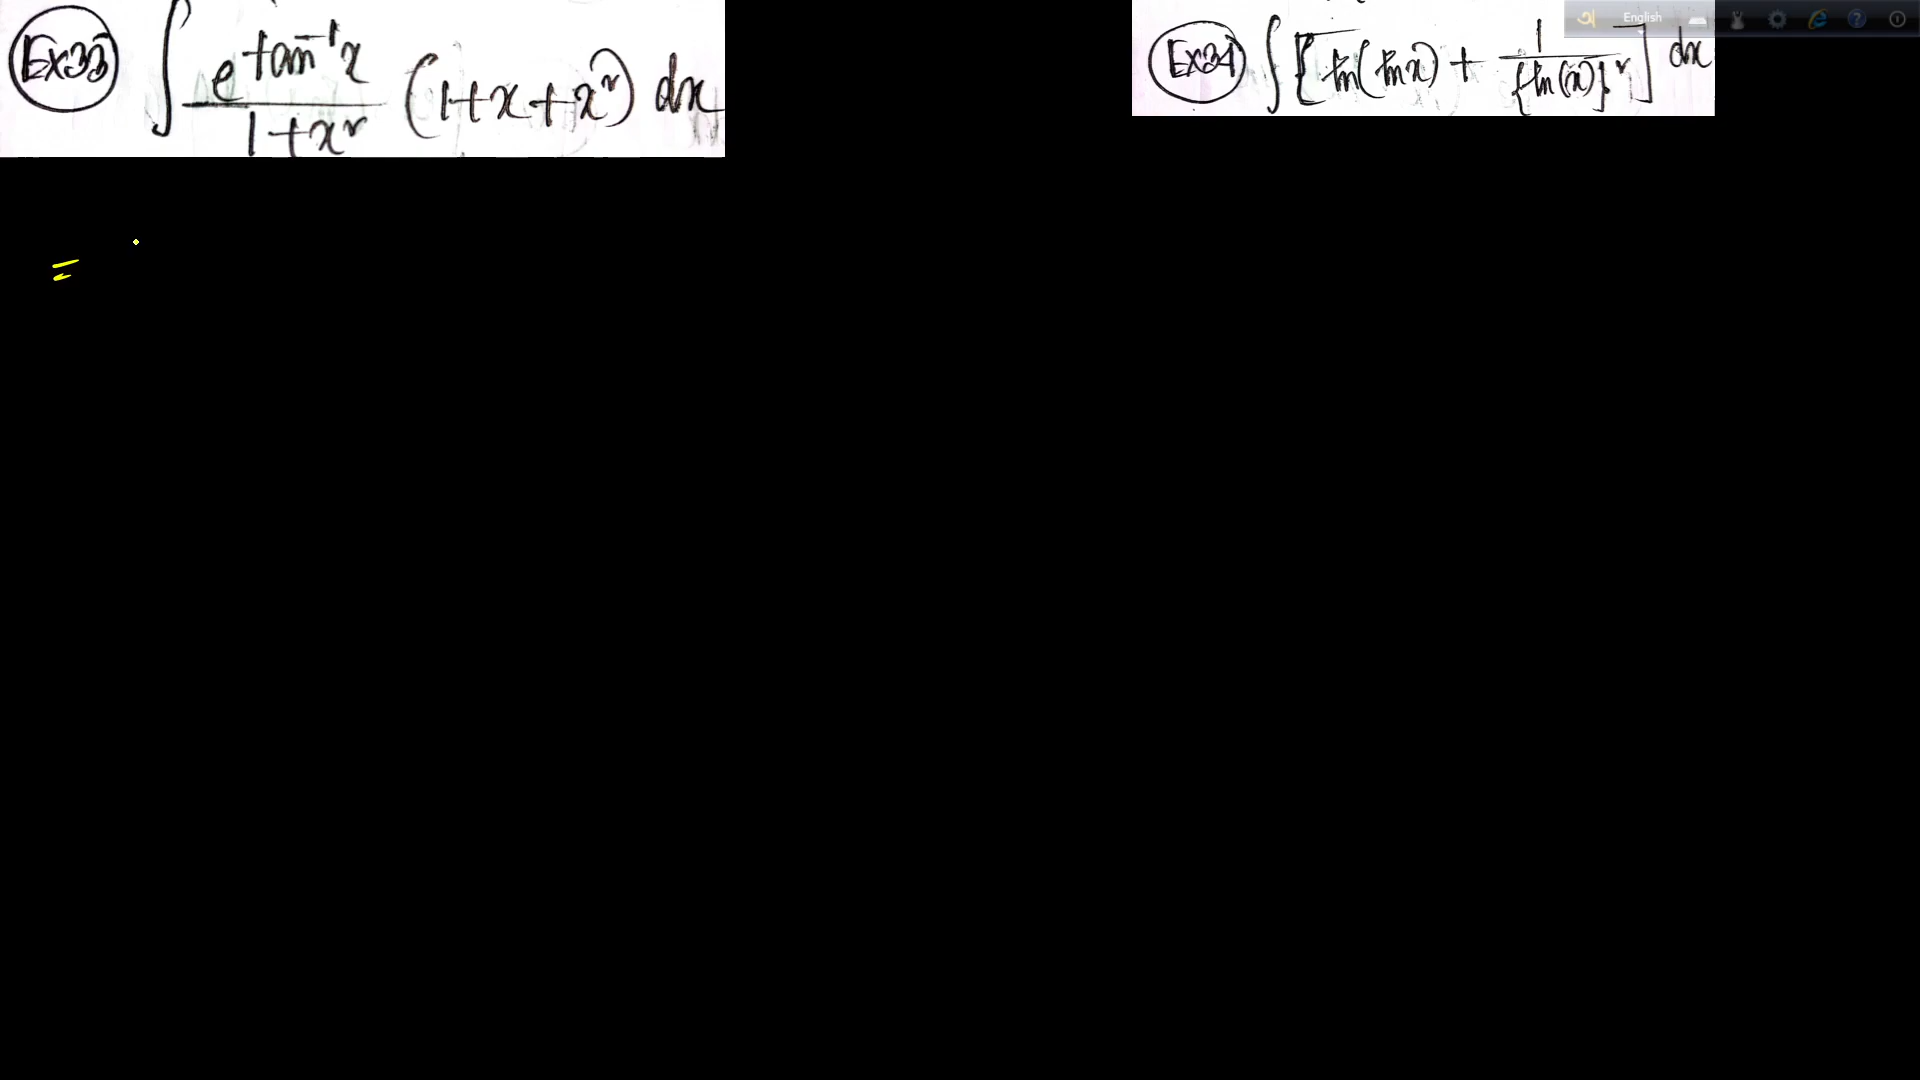 Ex33 ∫ e^{tan⁻¹x} / (1+x²) (1+x+x²) dx
Ex34 ∫ [ln(ln x) + 1/{ln(x)}²] dx
English
=